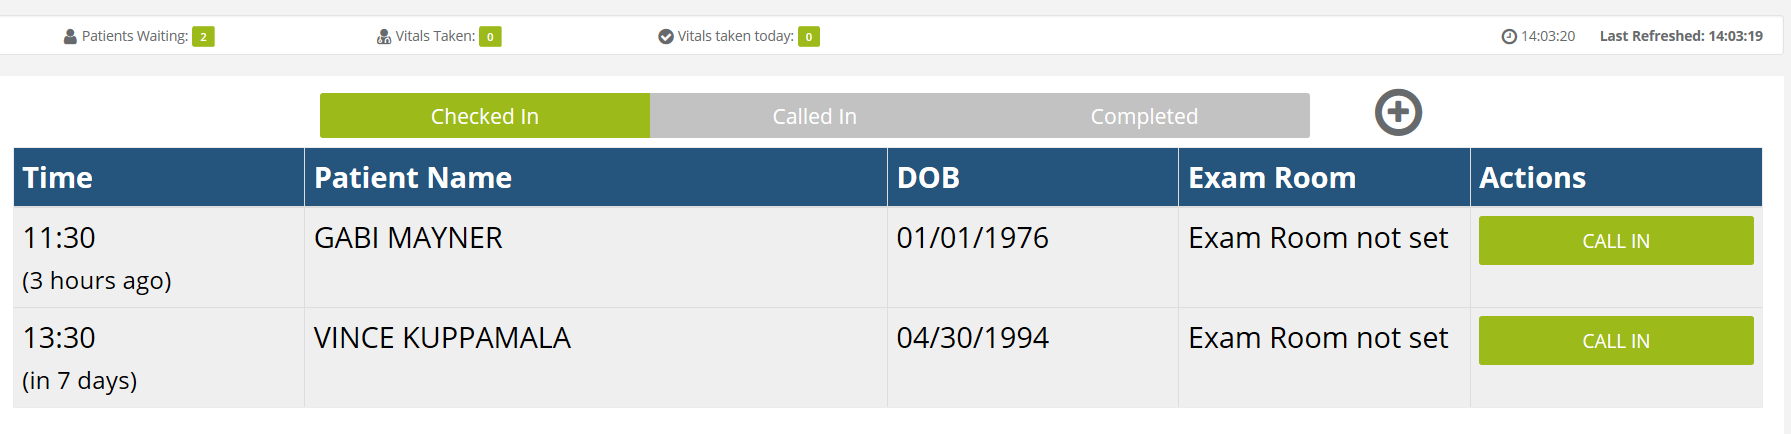 Patients Waiting: 2 Vitals Taken: 0 Vitals taken today: 0 14:03:20 Last Refreshed: 14:03:19
Checked In Called In Completed
Time Patient Name DOB Exam Room Actions
11:30 GABI MAYNER 01/01/1976 Exam Room not set CALL IN
(3 hours ago)
13:30 VINCE KUPPAMALA 04/30/1994 Exam Room not set CALL IN
(in 7 days)